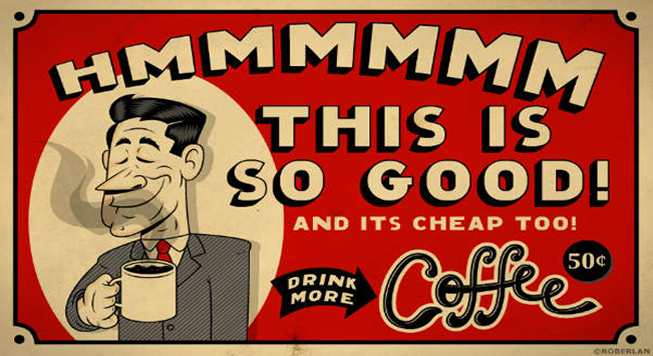 HMMMMMMM
THIS IS
SO GOOD!
AND ITS CHEAP TOO!
DRINK
MORE
Coffee
50¢
©ROBERLAN